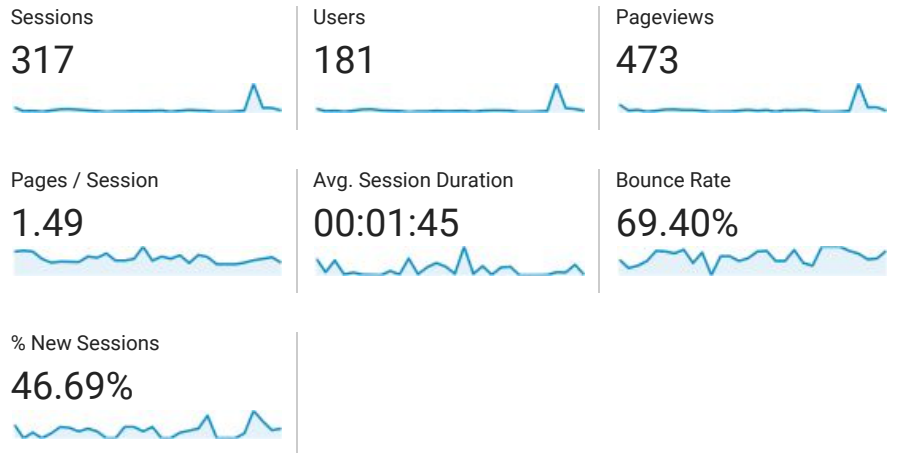 Sessions
317
Users
181
Pageviews
473
Pages / Session
1.49
Avg. Session Duration
00:01:45
Bounce Rate
69.40%
% New Sessions
46.69%